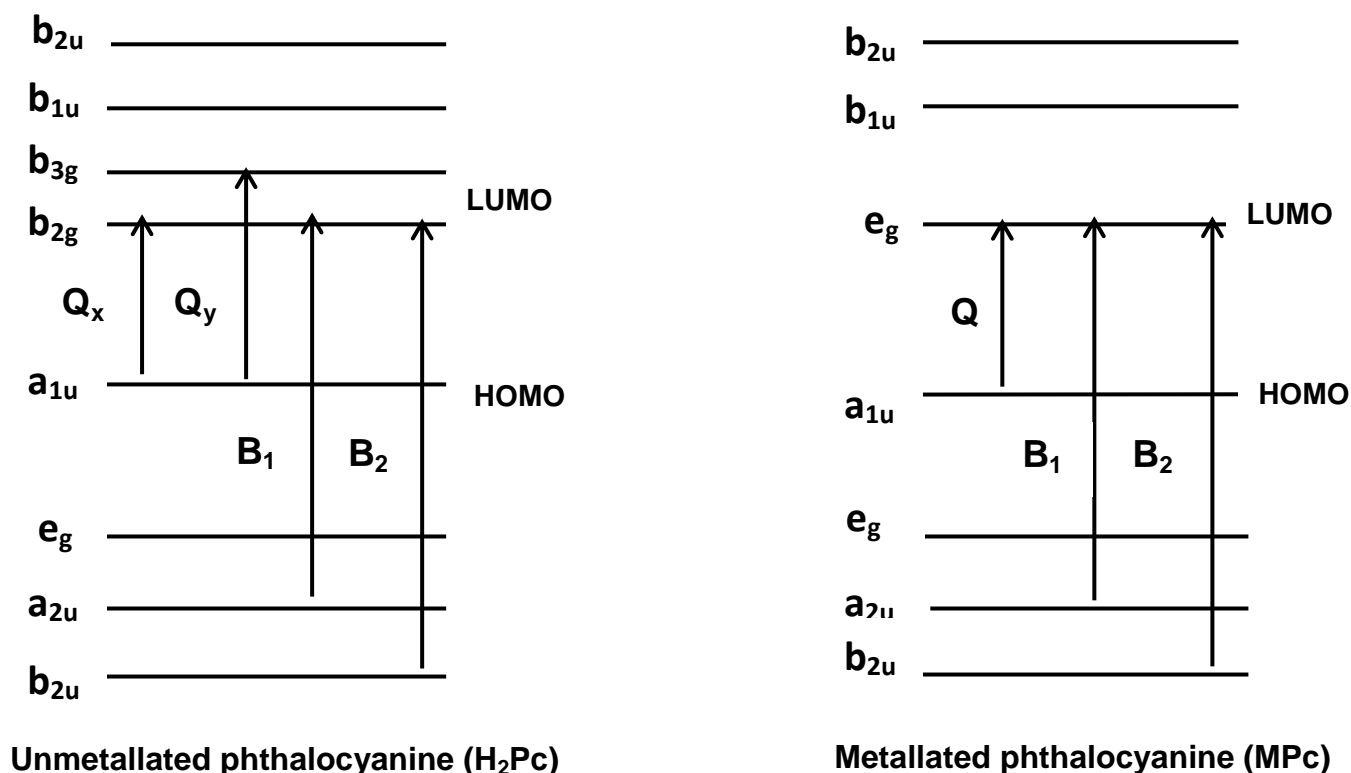 b₂ᵤ
b₁ᵤ
b₃g
b₂g
LUMO
Qₓ
Qy
a₁ᵤ
HOMO
B₁
B₂
eg
a₂ᵤ
b₂ᵤ
Unmetallated phthalocyanine (H₂Pc)
b₂ᵤ
b₁ᵤ
eg
LUMO
Q
a₁ᵤ
HOMO
B₁
B₂
eg
a₂ᵤ
b₂ᵤ
Metallated phthalocyanine (MPc)